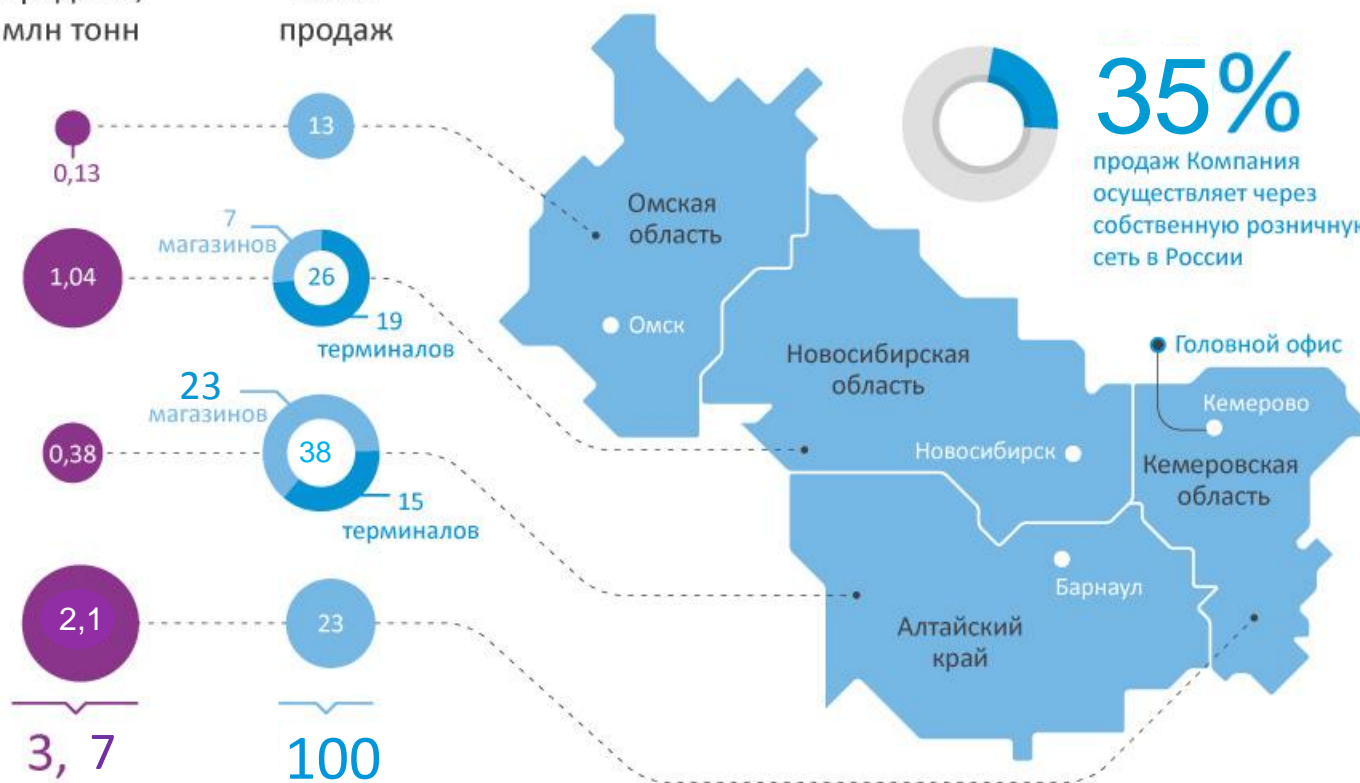 млн тонн
продаж
0,13
13
1,04
7
магазинов
26
19
терминалов
0,38
23
магазинов
38
15
терминалов
2,1
23
3, 7
100
Омская
область
Омск
Новосибирская
область
Новосибирск
Головной офис
Кемерово
Кемеровская
область
Барнаул
Алтайский
край
35%
продаж Компания
осуществляет через
собственную
сеть в России